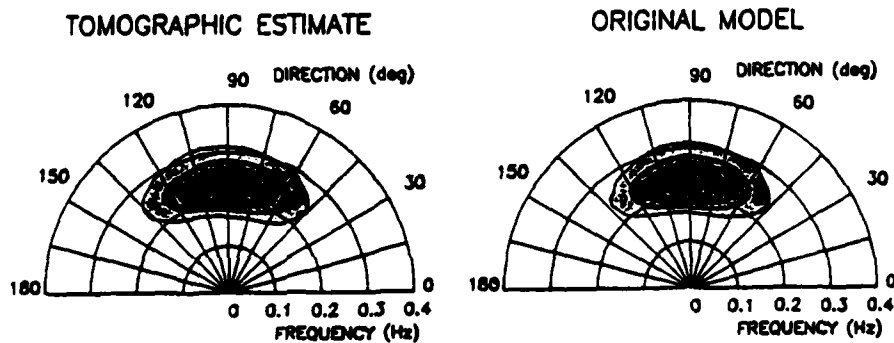 TOMOGRAPHIC ESTIMATE
90 DIRECTION (deg)
120 60
150 30
180 0
0 0.1 0.2 0.3 0.4
FREQUENCY (Hz)
ORIGINAL MODEL
90 DIRECTION (deg)
120 60
150 30
180 0
0 0.1 0.2 0.3 0.4
FREQUENCY (Hz)